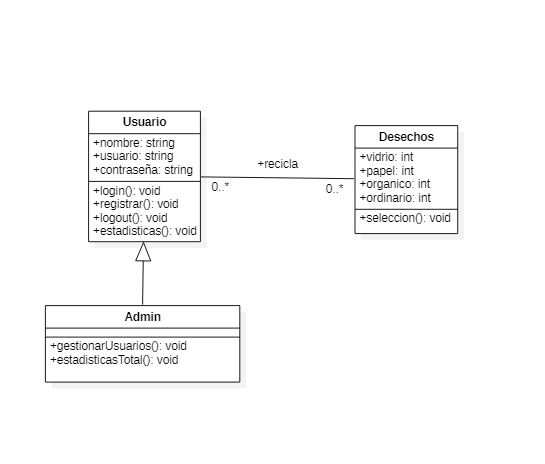 Usuario
+nombre: string
+usuario: string
+contraseña: string
+login(): void
+registrar(): void
+logout(): void
+estadisticas(): void
+recicla
0..*
0..*
Desechos
+vidrio: int
+papel: int
+organico: int
+ordinario: int
+seleccion(): void
Admin
+gestionarUsuarios(): void
+estadisticasTotal(): void